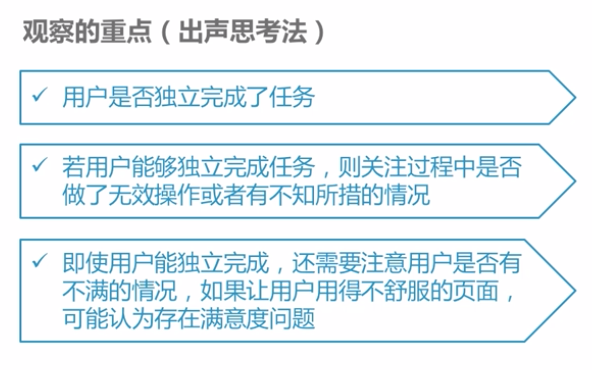 观察的重点（出声思考法）
✓ 用户是否独立完成了任务
✓ 若用户能够独立完成任务，则关注过程中是否
做了无效操作或者有不知所措的情况
✓ 即使用户能独立完成，还需要注意用户是否有
不满的情况，如果让用户用得不舒服的页面，
可能认为存在满意度问题